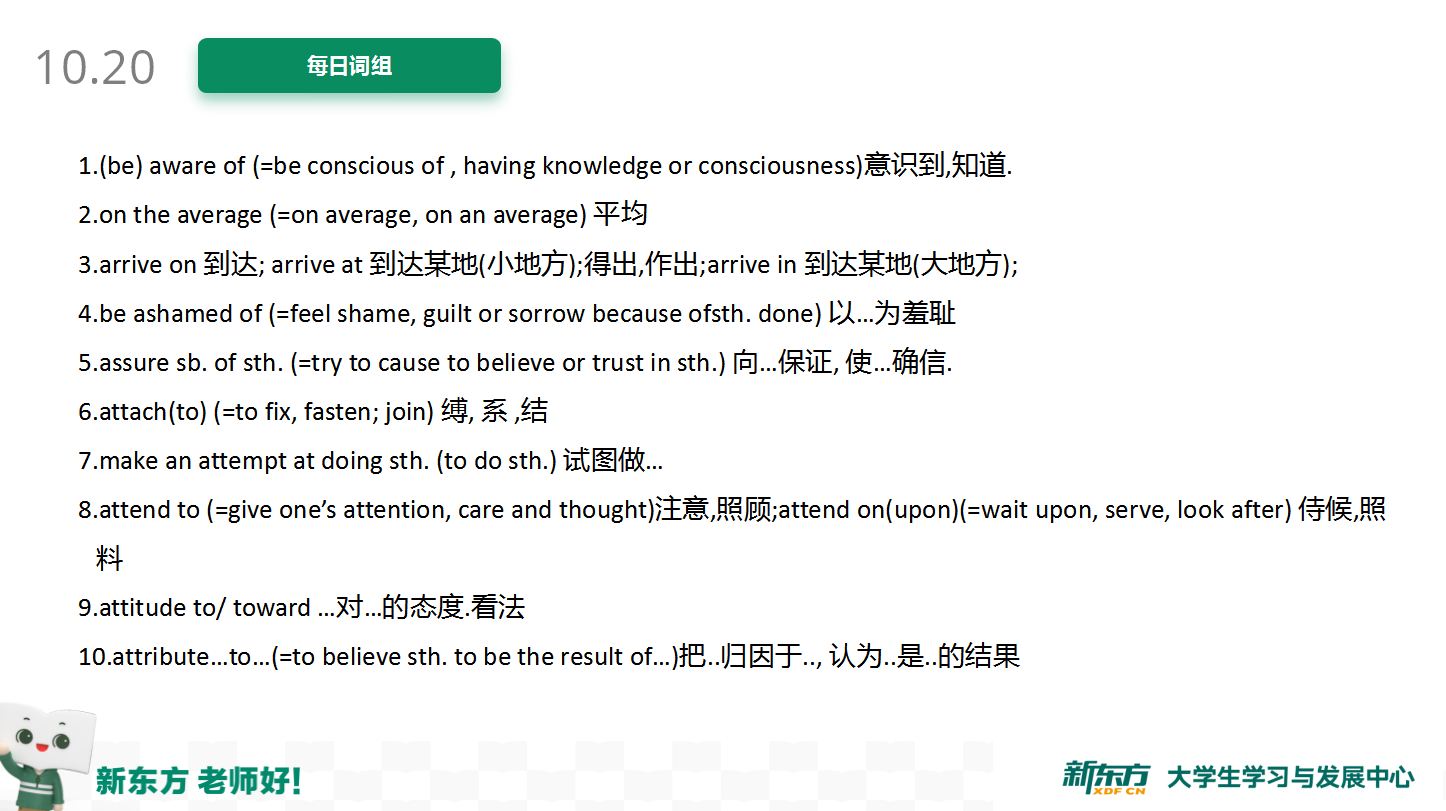 10.20
每日词组
1.(be) aware of (=be conscious of , having knowledge or consciousness)意识到,知道.
2.on the average (=on average, on an average) 平均
3.arrive on 到达; arrive at 到达某地(小地方);得出,作出;arrive in 到达某地(大地方);
4.be ashamed of (=feel shame, guilt or sorrow because ofsth. done) 以…为羞耻
5.assure sb. of sth. (=try to cause to believe or trust in sth.) 向…保证, 使…确信.
6.attach(to) (=to fix, fasten; join) 缚, 系 ,结
7.make an attempt at doing sth. (to do sth.) 试图做…
8.attend to (=give one’s attention, care and thought)注意,照顾;attend on(upon)(=wait upon, serve, look after) 侍候,照
料
9.attitude to/ toward …对…的态度.看法
10.attribute…to…(=to believe sth. to be the result of…)把..归因于.., 认为..是..的结果
新东方 老师好!
新东方 XDF.CN 大学生学习与发展中心